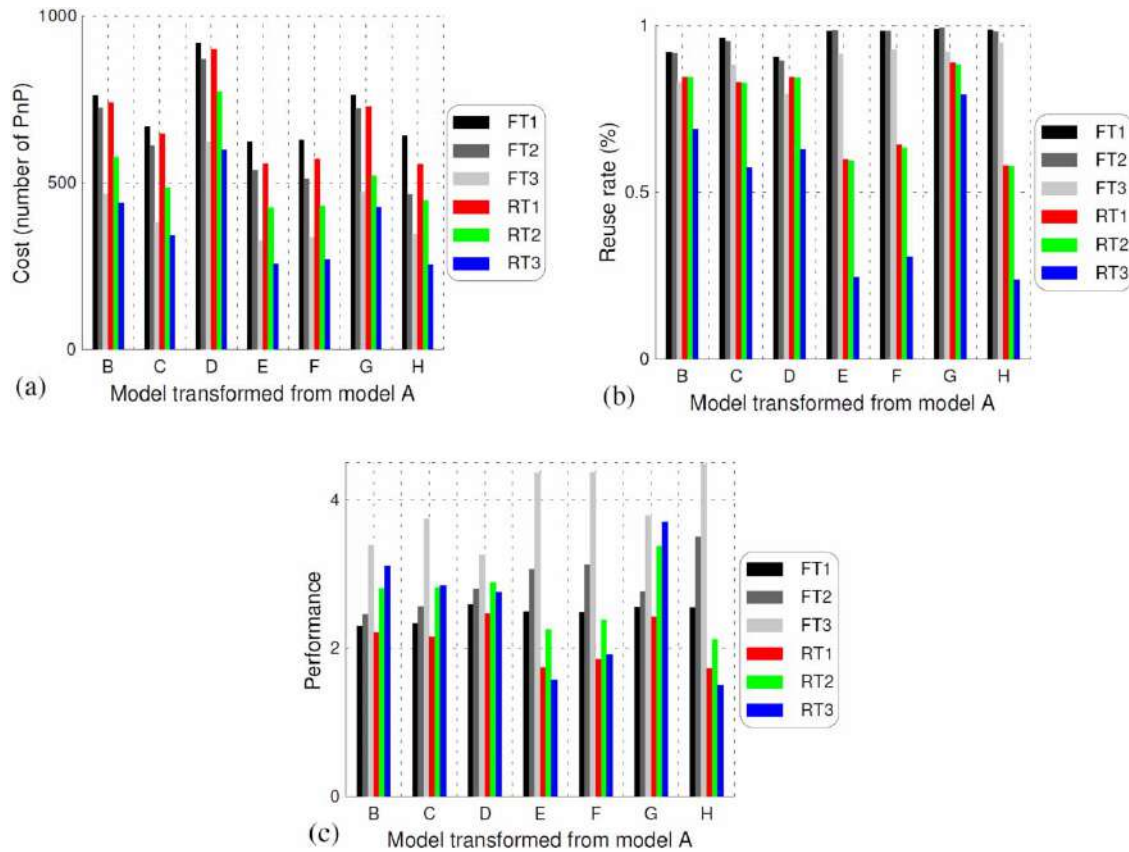 1000
500
0
Cost (number of PnP)
B C D E F G H
Model transformed from model A
(a)
FT1
FT2
FT3
RT1
RT2
RT3
1
0.5
0
Reuse rate (%)
B C D E F G H
Model transformed from model A
(b)
FT1
FT2
FT3
RT1
RT2
RT3
4
2
0
Performance
B C D E F G H
Model transformed from model A
(c)
FT1
FT2
FT3
RT1
RT2
RT3